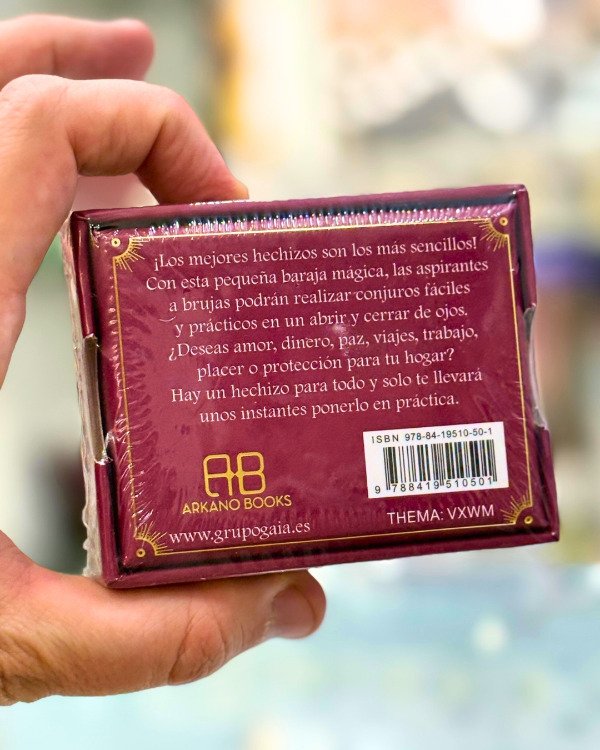 ¡Los mejores hechizos son los más sencillos!
Con esta pequeña baraja mágica, las aspirantes
a brujas podrán realizar conjuros fáciles
y prácticos en un abrir y cerrar de ojos.
¿Deseas amor, dinero, paz, viajes, trabajo,
placer o protección para tu hogar?
Hay un hechizo para todo y solo te llevará
unos instantes ponerlo en práctica.
AB
ARKANO BOOKS
www.grupogaia.es
ISBN 978-84-19510-50-1
9 788419 510501
THEMA: VXWM